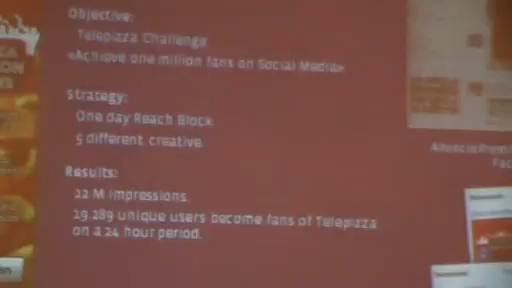 Objective:
Telepizza Challenge
«Achieve one million fans on Social Media»
Strategy:
One day Reach Block
5 different creative
Results:
22 M impressions.
19.289 unique users become fans of Telepizza
on a 24 hour period.